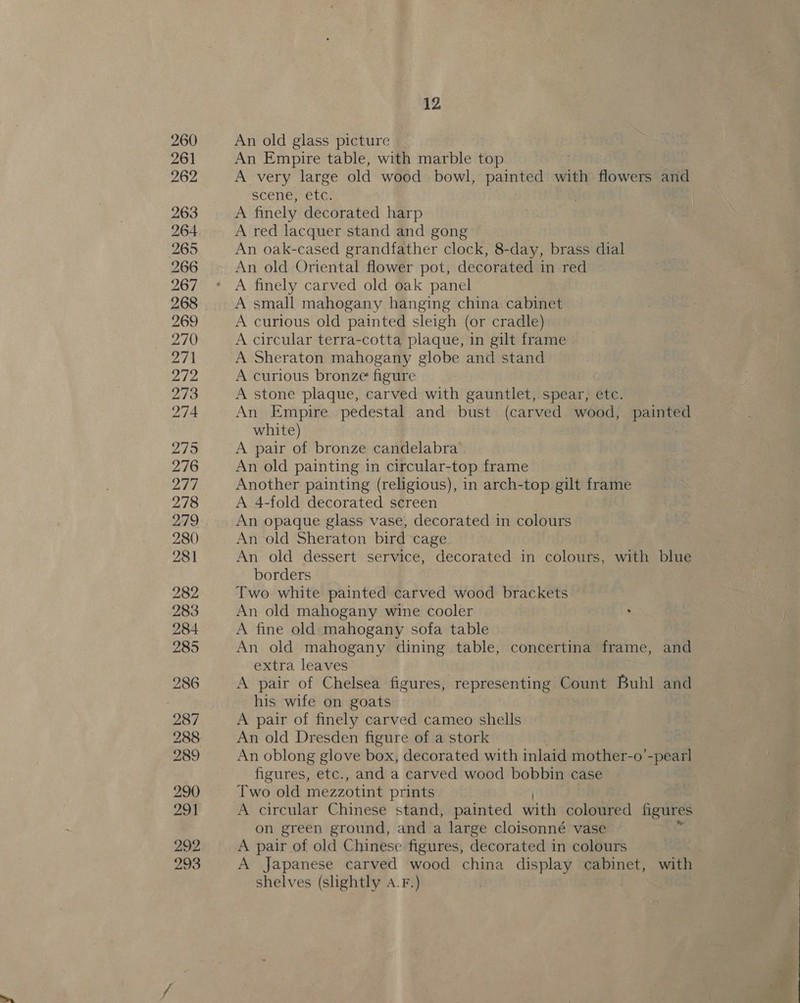 12
260 An old glass picture
261 An Empire table, with marble top
262 A very large old wood bowl, painted with flowers and
scene, etc.
263 A finely decorated harp
264 A red lacquer stand and gong
265 An oak-cased grandfather clock, 8-day, brass dial
266 An old Oriental flower pot, decorated in red
267 * A finely carved old oak panel
268 A small mahogany hanging china cabinet
269 A curious old painted sleigh (or cradle)
270 A circular terra-cotta plaque, in gilt frame
271 A Sheraton mahogany globe and stand
272 A curious bronze figure
273 A stone plaque, carved with gauntlet, spear, etc.
274 An Empire pedestal and bust (carved wood, painted
white)
275 A pair of bronze candelabra
276 An old painting in circular-top frame
277 Another painting (religious), in arch-top gilt frame
278 A 4-fold decorated screen
279 An opaque glass vase, decorated in colours
280 An old Sheraton bird cage
281 An old dessert service, decorated in colours, with blue
borders
282 Two white painted carved wood brackets
283 An old mahogany wine cooler
284 A fine old mahogany sofa table
285 An old mahogany dining table, concertina frame, and
extra leaves
286 A pair of Chelsea figures, representing Count Buhl and
his wife on goats
287 A pair of finely carved cameo shells
288 An old Dresden figure of a stork
289 An oblong glove box, decorated with inlaid mother-o'-pearl
figures, etc., and a carved wood bobbin case
290 Two old mezzotint prints
291 A circular Chinese stand, painted with coloured figures
on green ground, and a large cloisonné vase
292 A pair of old Chinese figures, decorated in colours
293 A Japanese carved wood china display cabinet, with
shelves (slightly A.F.)